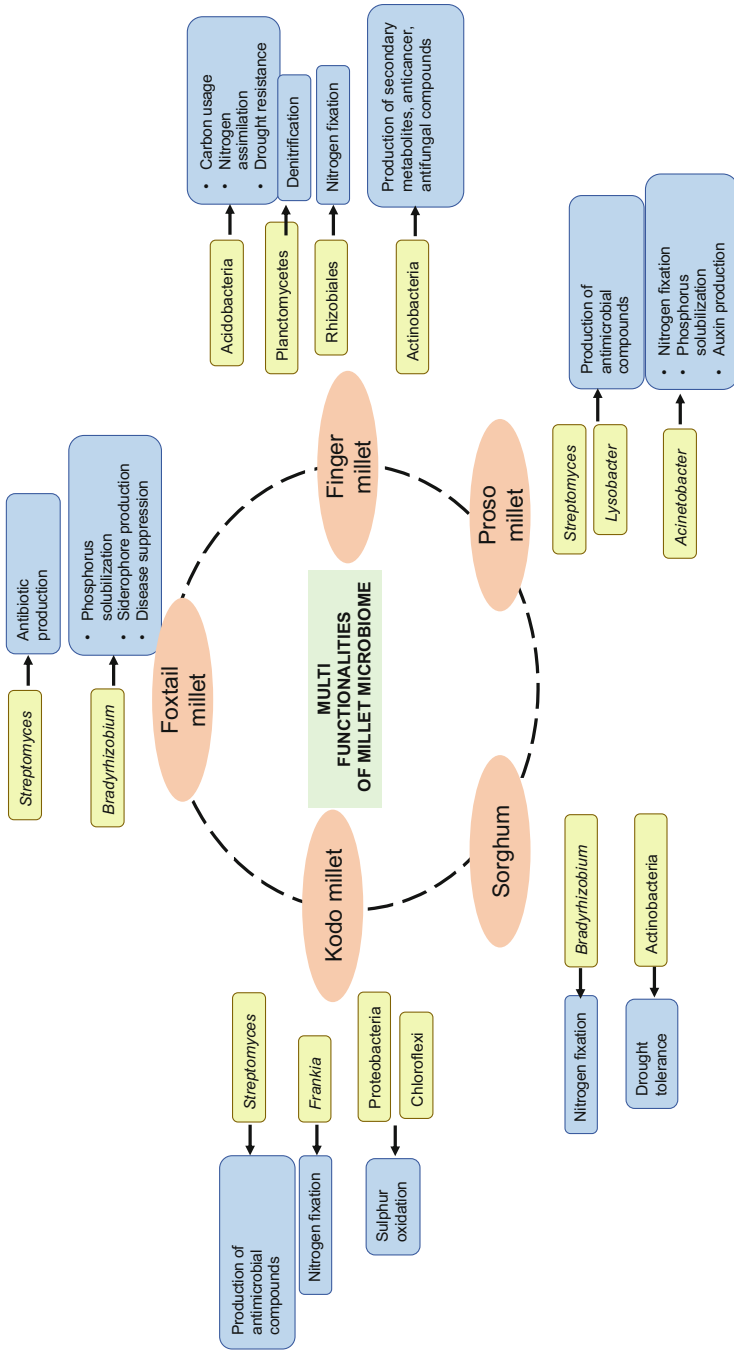 Streptomyces
Antibiotic
production
Bradyrhizobium
• Phosphorus
solubilization
• Siderophore production
• Disease suppression
Foxtail
millet
Acidobacteria
• Carbon usage
• Nitrogen
assimilation
• Drought resistance
Planctomycetes
Denitrification
Rhizobiales
Nitrogen fixation
Actinobacteria
Production of secondary
metabolites, anticancer,
antifungal compounds
Finger
millet
Streptomyces
Lysobacter
Production of
antimicrobial
compounds
Acinetobacter
• Nitrogen fixation
• Phosphorus
solubilization
• Auxin production
Proso
millet
MULTI
FUNCTIONALITIES
OF MILLET MICROBIOME
Sorghum
Bradyrhizobium
Nitrogen fixation
Actinobacteria
Drought
tolerance
Kodo millet
Streptomyces
Production of
antimicrobial
compounds
Frankia
Nitrogen fixation
Proteobacteria
Chloroflexi
Sulphur
oxidation